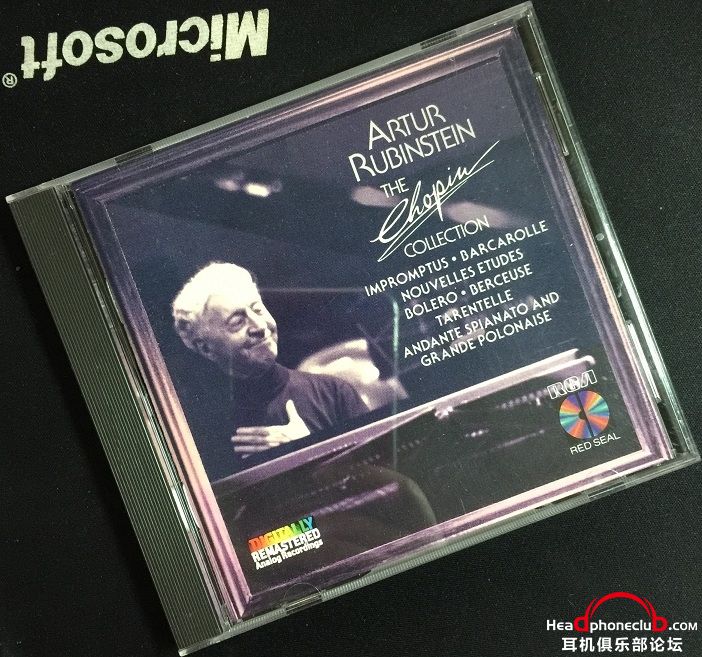 Microsoft®
ARTUR
RUBINSTEIN
THE
Chopin
COLLECTION
IMPROMPTUS • BARCAROLLE
NOUVELLES ETUDES
BOLERO • BERCEUSE
TARENTELLE
ANDANTE SPIANATO AND
GRANDE POLONAISE
RCA
RED SEAL
DIGITALLY
REMASTERED
Analog Recordings
HeadphonecluB.COM
耳机俱乐部论坛